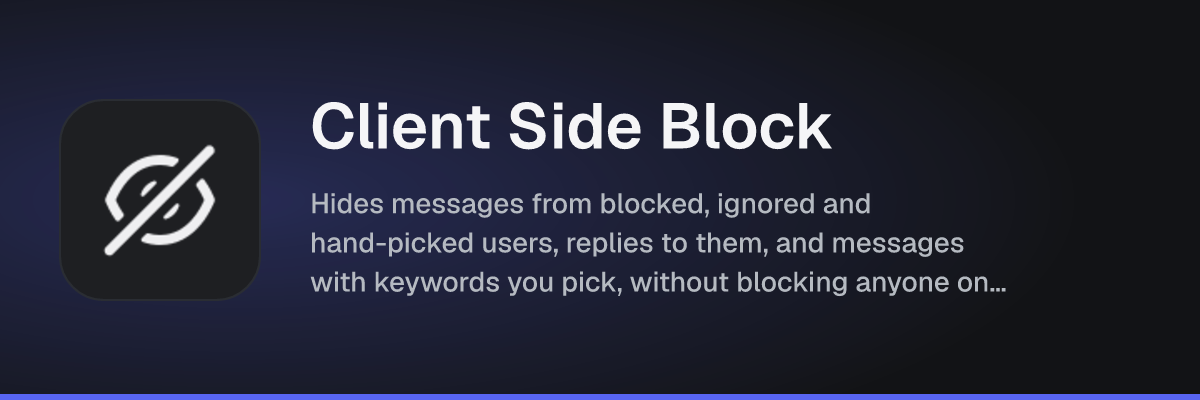 Client Side Block
Hides messages from blocked, ignored and
hand-picked users, replies to them, and messages
with keywords you pick, without blocking anyone on...